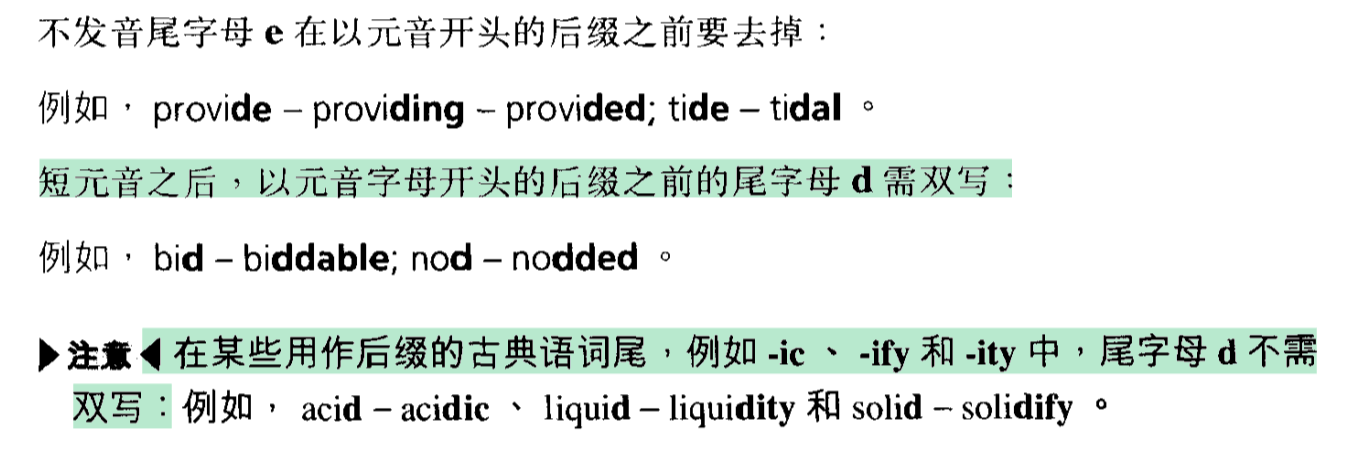 不发音尾字母 e 在以元音开头的后缀之前要去掉：
例如， provide – providing – provided; tide – tidal 。
短元音之后，以元音字母开头的后缀之前的尾字母 d 需双写：
例如， bid – biddable; nod – nodded 。
▶注意◀ 在某些用作后缀的古典语词尾，例如 -ic 、 -ify 和 -ity 中，尾字母 d 不需
双写：例如， acid – acidic 、 liquid – liquidity 和 solid – solidify 。